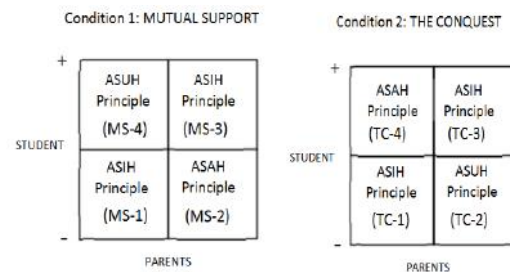 Condition 1: MUTUAL SUPPORT
+
ASUH Principle (MS-4)
ASIH Principle (MS-3)
STUDENT
ASIH Principle (MS-1)
ASAH Principle (MS-2)
-
PARENTS
Condition 2: THE CONQUEST
+
ASAH Principle (TC-4)
ASIH Principle (TC-3)
STUDENT
ASIH Principle (TC-1)
ASUH Principle (TC-2)
-
PARENTS